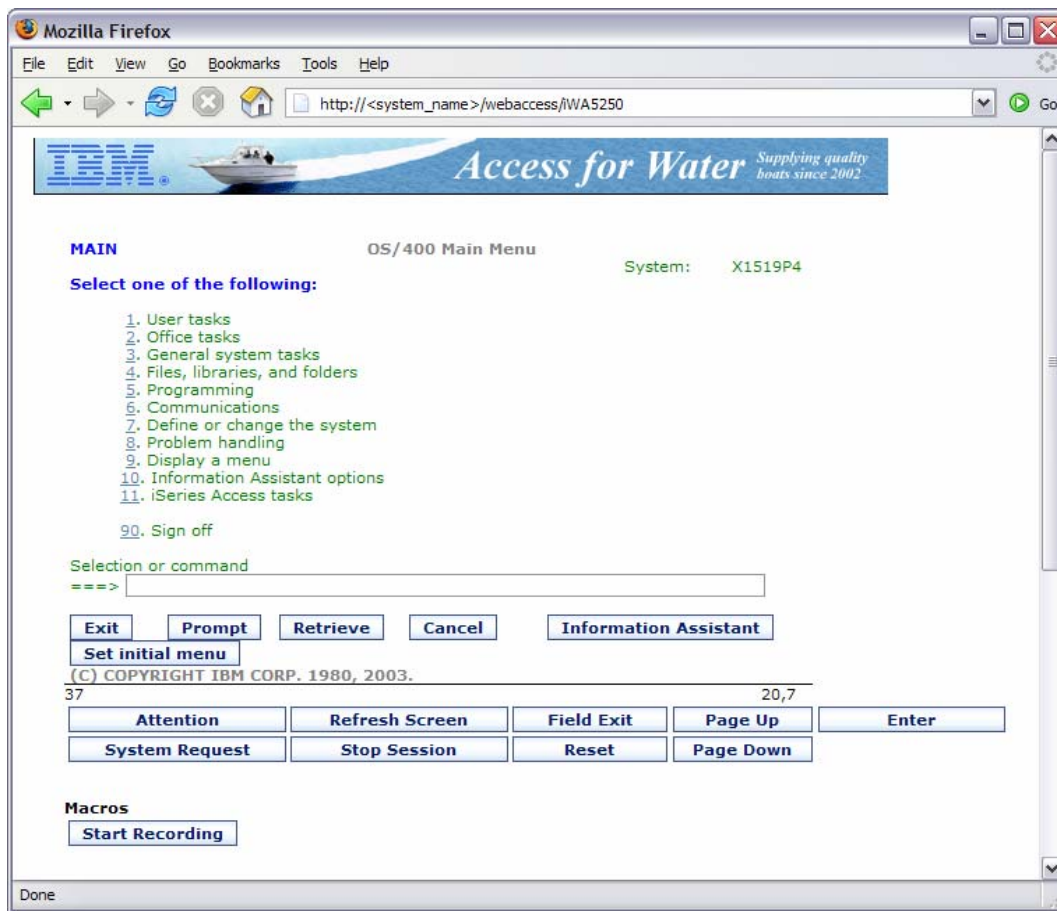 Mozilla Firefox
File Edit View Go Bookmarks Tools Help
http://<system_name>/webaccess/iWA5250 Go
IBM. Access for Water Supplying quality
boats since 2002
MAIN OS/400 Main Menu
System: X1519P4
Select one of the following:
1. User tasks
2. Office tasks
3. General system tasks
4. Files, libraries, and folders
5. Programming
6. Communications
7. Define or change the system
8. Problem handling
9. Display a menu
10. Information Assistant options
11. iSeries Access tasks
90. Sign off
Selection or command
===>
Exit Prompt Retrieve Cancel Information Assistant
Set initial menu
(C) COPYRIGHT IBM CORP. 1980, 2003.
37 20,7
Attention Refresh Screen Field Exit Page Up Enter
System Request Stop Session Reset Page Down
Macros
Start Recording
Done